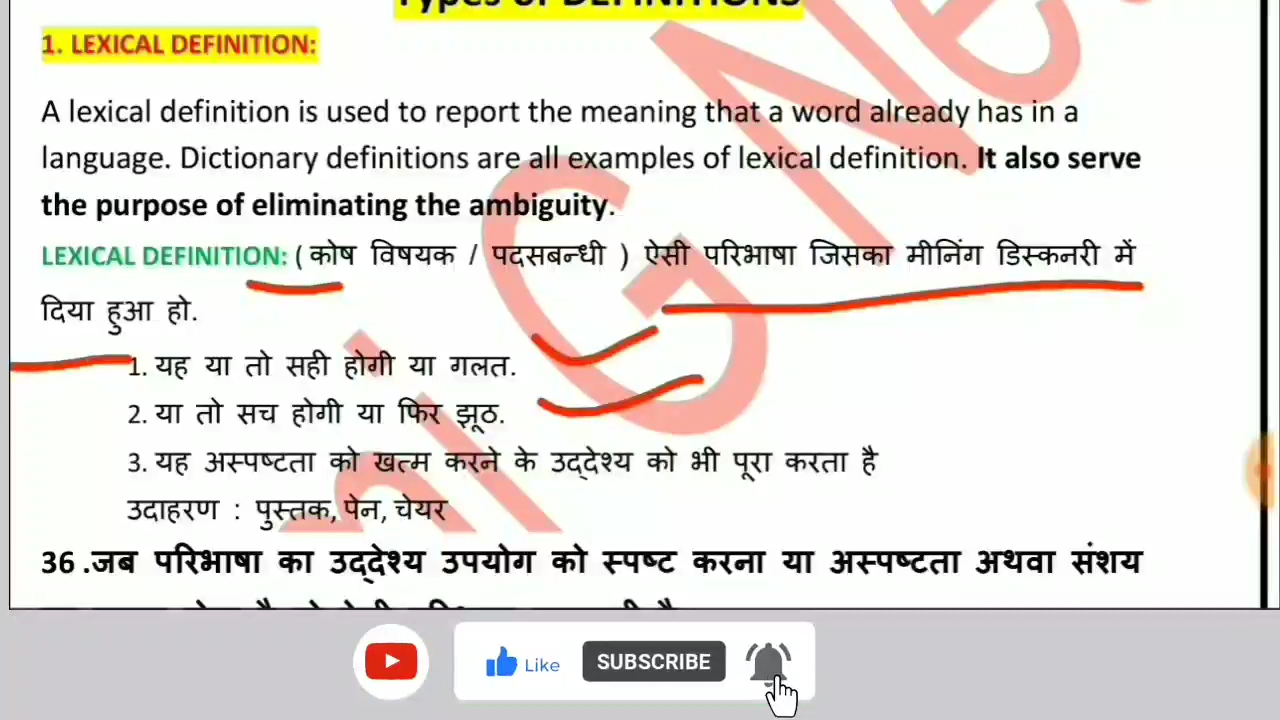 Types of DEFINITIONS
1. LEXICAL DEFINITION:
A lexical definition is used to report the meaning that a word already has in a
language. Dictionary definitions are all examples of lexical definition. It also serve
the purpose of eliminating the ambiguity.
LEXICAL DEFINITION: ( कोष विषयक / पदसबन्धी ) ऐसी परिभाषा जिसका मीनिंग डिस्कनरी में
दिया हुआ हो.
1. यह या तो सही होगी या गलत.
2. या तो सच होगी या फिर झूठ.
3. यह अस्पष्टता को खत्म करने के उद्देश्य को भी पूरा करता है
उदाहरण : पुस्तक, पेन, चेयर
36 .जब परिभाषा का उद्देश्य उपयोग को स्पष्ट करना या अस्पष्टता अथवा संशय
Like SUBSCRIBE